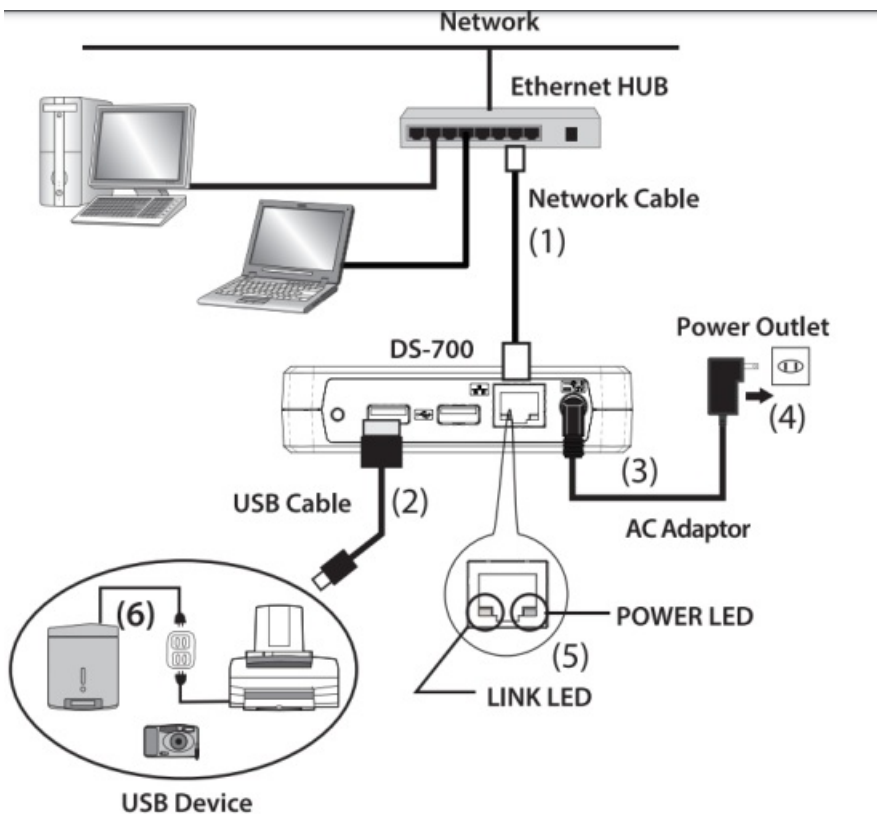 Network
Ethernet HUB
Network Cable
(1)
Power Outlet
DS-700
(4)
(3)
USB Cable
(2)
AC Adaptor
(6)
POWER LED
(5)
LINK LED
USB Device